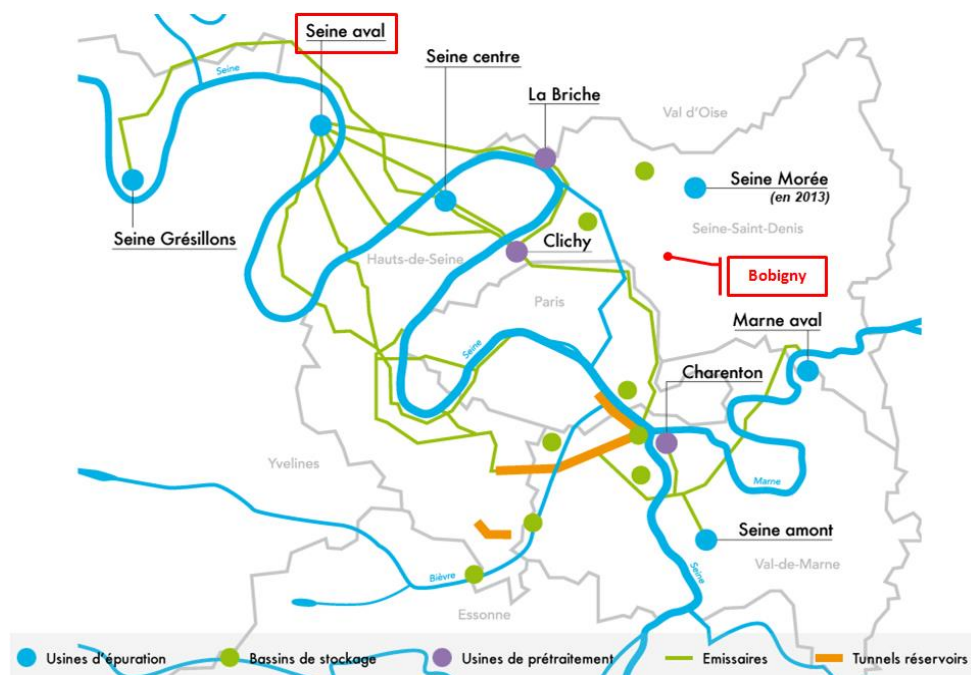 Seine aval
Seine centre
La Briche
Val d'Oise
Seine
Seine Morée
(en 2013)
Seine Grésillons
Seine-Saint-Denis
Clichy
Hauts-de-Seine
Bobigny
Paris
Marne aval
Seine
Charenton
Yvelines
Marne
Seine amont
Val-de-Marne
Seine
Bièvre
Essonne
Usines d'épuration
Bassins de stockage
Usines de prétraitement
Emissaires
Tunnels réservoirs